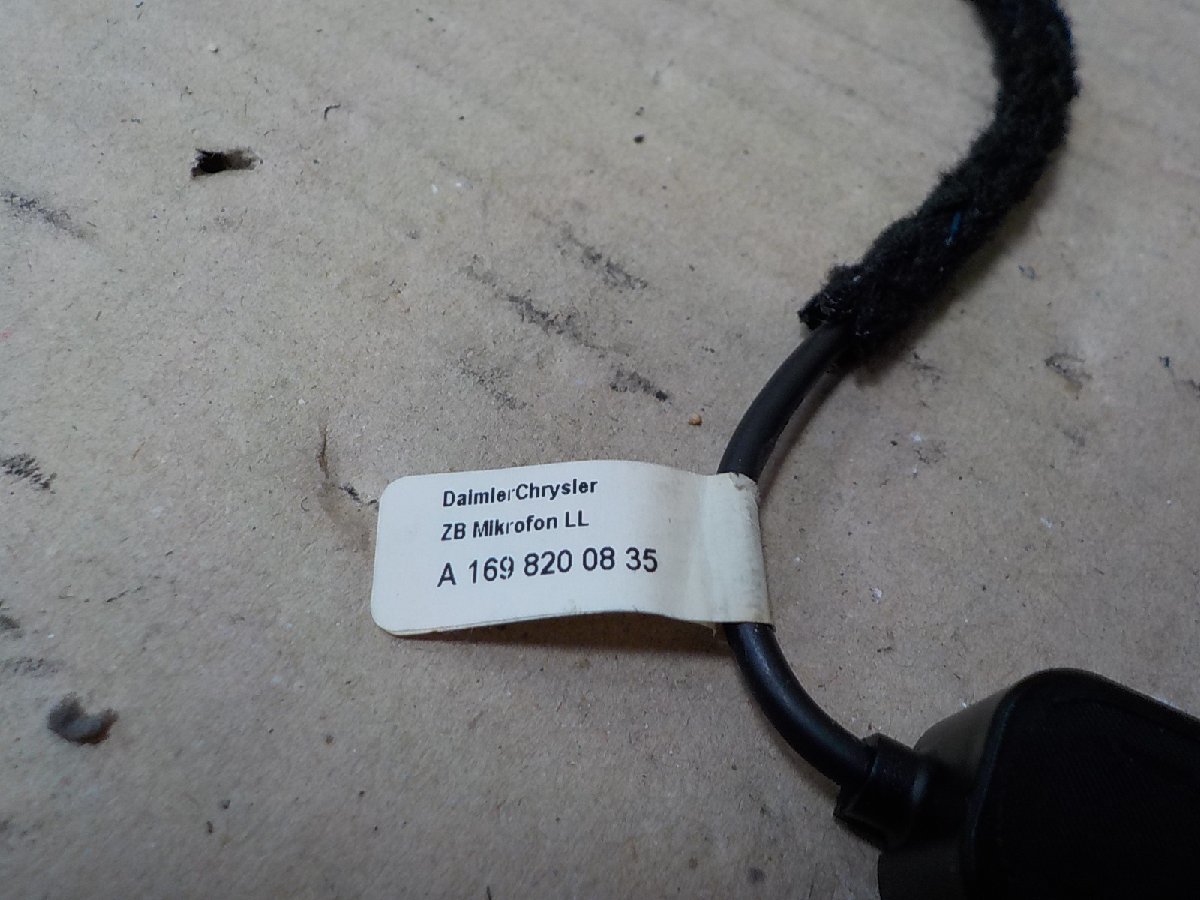 DaimlerChrysler
ZB Mikrofon LL
A 169 820 08 35